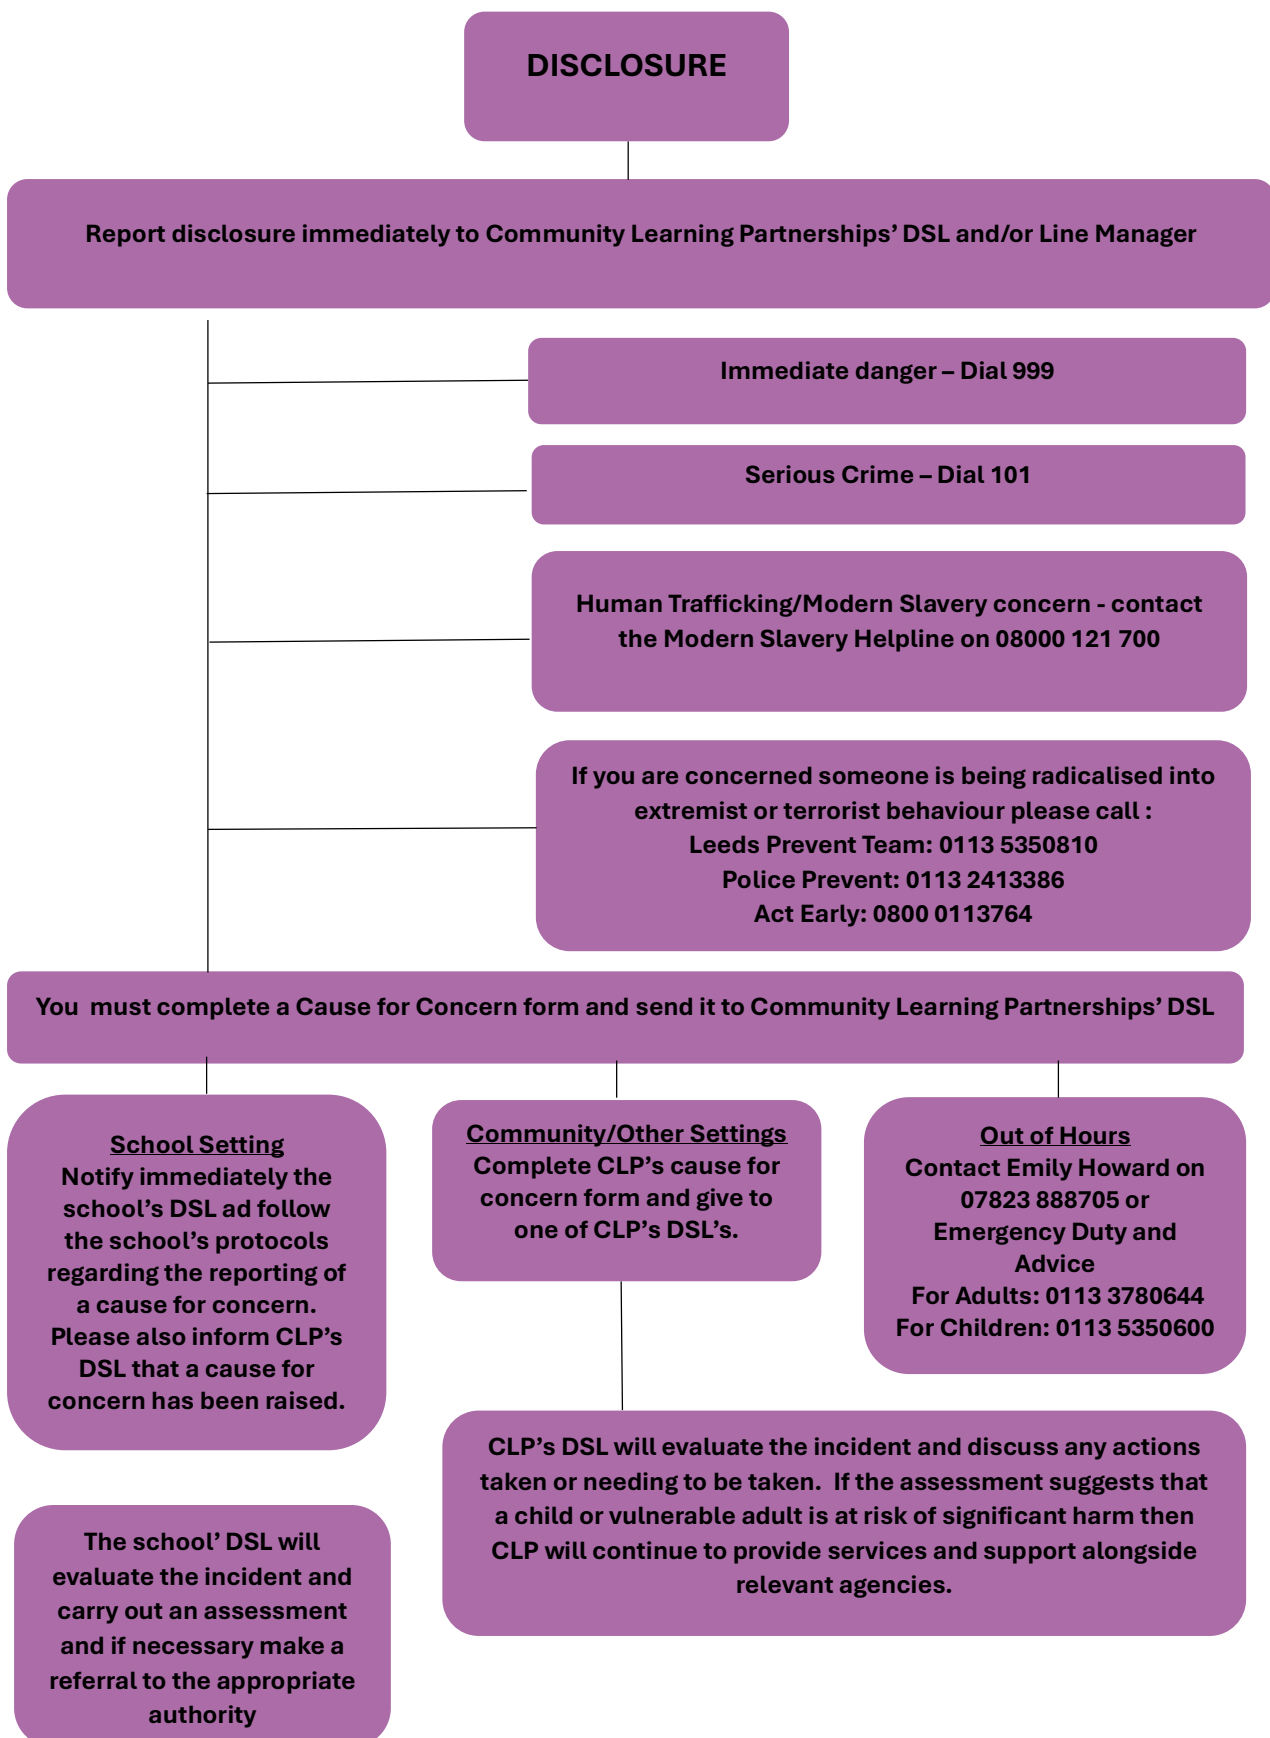 DISCLOSURE
Report disclosure immediately to Community Learning Partnerships’ DSL and/or Line Manager
Immediate danger – Dial 999
Serious Crime – Dial 101
Human Trafficking/Modern Slavery concern - contact
the Modern Slavery Helpline on 08000 121 700
If you are concerned someone is being radicalised into
extremist or terrorist behaviour please call :
Leeds Prevent Team: 0113 5350810
Police Prevent: 0113 2413386
Act Early: 0800 0113764
You  must complete a Cause for Concern form and send it to Community Learning Partnerships’ DSL
School Setting
Notify immediately the
school’s DSL ad follow
the school’s protocols
regarding the reporting of
a cause for concern.
Please also inform CLP’s
DSL that a cause for
concern has been raised.
Community/Other Settings
Complete CLP’s cause for
concern form and give to
one of CLP’s DSL’s.
Out of Hours
Contact Emily Howard on
07823 888705 or
Emergency Duty and
Advice
For Adults: 0113 3780644
For Children: 0113 5350600
CLP’s DSL will evaluate the incident and discuss any actions
taken or needing to be taken.  If the assessment suggests that
a child or vulnerable adult is at risk of significant harm then
CLP will continue to provide services and support alongside
relevant agencies.
The school’ DSL will
evaluate the incident and
carry out an assessment
and if necessary make a
referral to the appropriate
authority